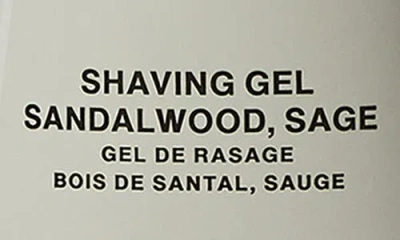 SHAVING GEL
SANDALWOOD, SAGE
GEL DE RASAGE
BOIS DE SANTAL, SAUGE